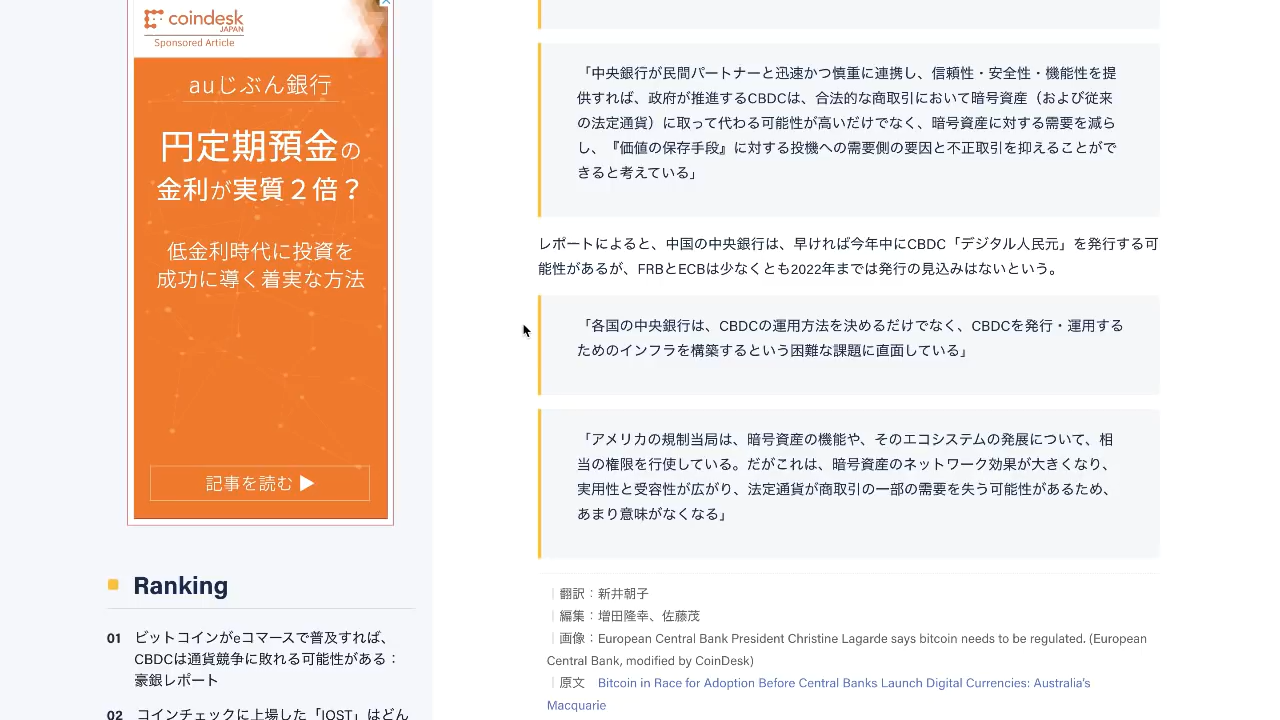 coindesk
JAPAN
Sponsored Article
auじぶん銀行
円定期預金の
金利が実質２倍？
低金利時代に投資を
成功に導く着実な方法
記事を読む ▶
Ranking
01 ビットコインがeコマースで普及すれば、
CBDCは通貨競争に敗れる可能性がある：
豪銀レポート
02 コインチェックに上場した「IOST」はどん
「中央銀行が民間パートナーと迅速かつ慎重に連携し、信頼性・安全性・機能性を提
供すれば、政府が推進するCBDCは、合法的な商取引において暗号資産（および従来
の法定通貨）に取って代わる可能性が高いだけでなく、暗号資産に対する需要を減ら
し、『価値の保存手段』に対する投機への需要側の要因と不正取引を抑えることがで
きると考えている」
レポートによると、中国の中央銀行は、早ければ今年中にCBDC「デジタル人民元」を発行する可
能性があるが、FRBとECBは少なくとも2022年までは発行の見込みはないという。
「各国の中央銀行は、CBDCの運用方法を決めるだけでなく、CBDCを発行・運用する
ためのインフラを構築するという困難な課題に直面している」
「アメリカの規制当局は、暗号資産の機能や、そのエコシステムの発展について、相
当の権限を行使している。だがこれは、暗号資産のネットワーク効果が大きくなり、
実用性と受容性が広がり、法定通貨が商取引の一部の需要を失う可能性があるため、
あまり意味がなくなる」
｜翻訳：新井朝子
｜編集：増田隆幸、佐藤茂
｜画像：European Central Bank President Christine Lagarde says bitcoin needs to be regulated. (European
Central Bank, modified by CoinDesk)
｜原文 Bitcoin in Race for Adoption Before Central Banks Launch Digital Currencies: Australia's
Macquarie